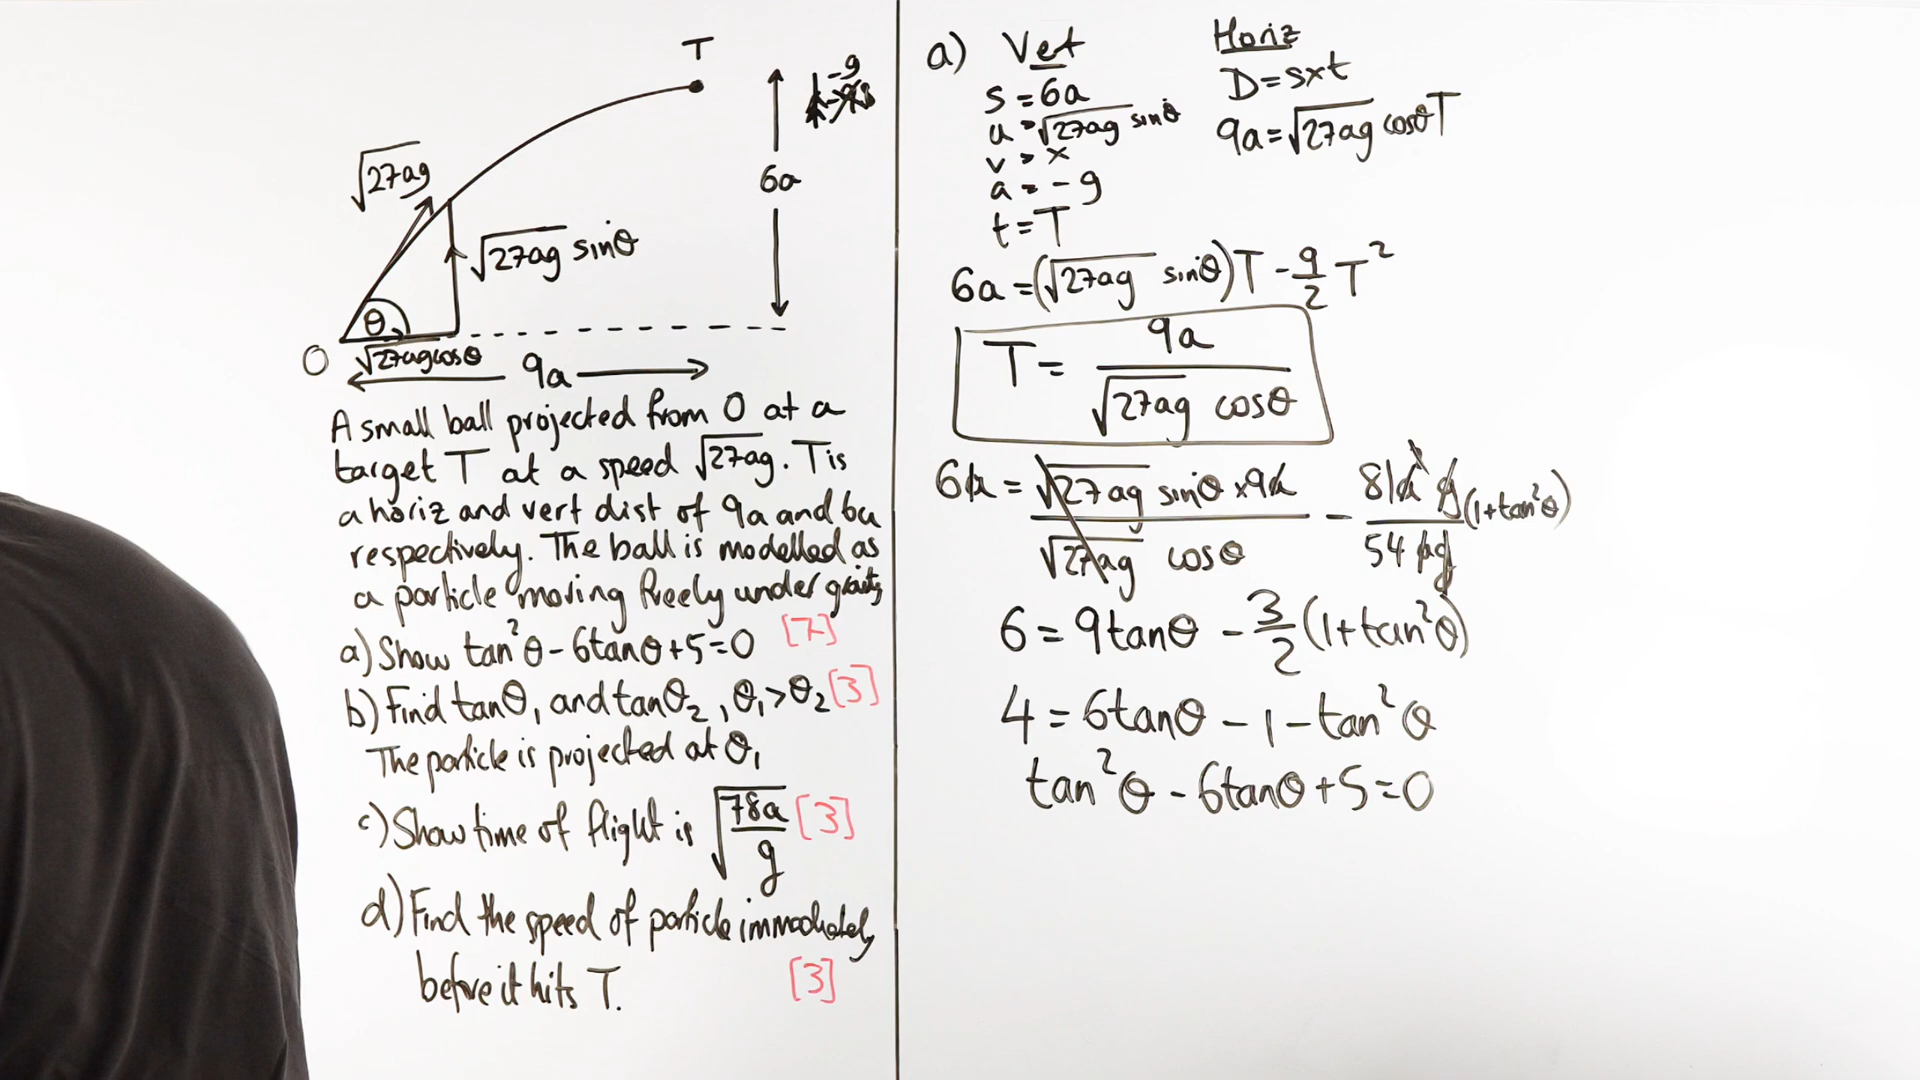 T
-g
6a
√27ag
√27ag sinθ
θ
O
√27ag cosθ
9a
A small ball projected from O at a
target T at a speed √27ag. T is
a horiz and vert dist of 9a and 6a
respectively. The ball is modelled as
a particle moving freely under gravity
a) Show tan²θ - 6tanθ + 5 = 0 [7]
b) Find tanθ₁ and tanθ₂, θ₁ > θ₂ [3]
The particle is projected at θ₁
c) Show time of flight is √(78a/g) [3]
d) Find the speed of particle immediately
before it hits T. [3]
a) Vert
s = 6a
u = √27ag sinθ
v = x
a = -g
t = T
Horiz
D = s x t
9a = √27ag cosθ T
6a = (√27ag sinθ)T - g/2 T²
T = 9a / √27ag cosθ
6a = √27ag sinθ x 9a / √27ag cosθ - 81a²g / 54ag (1 + tan²θ)
6 = 9tanθ - 3/2 (1 + tan²θ)
4 = 6tanθ - 1 - tan²θ
tan²θ - 6tanθ + 5 = 0